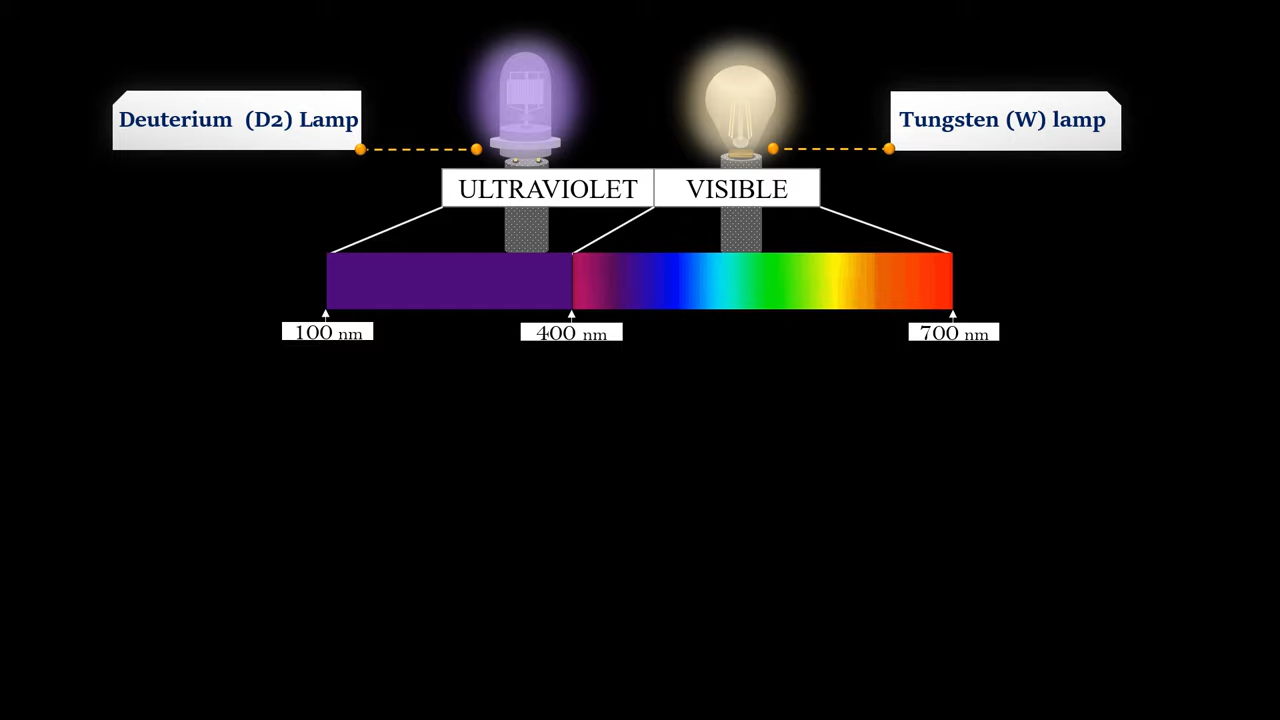 Deuterium (D2) Lamp
Tungsten (W) lamp
ULTRAVIOLET
VISIBLE
100 nm
400 nm
700 nm